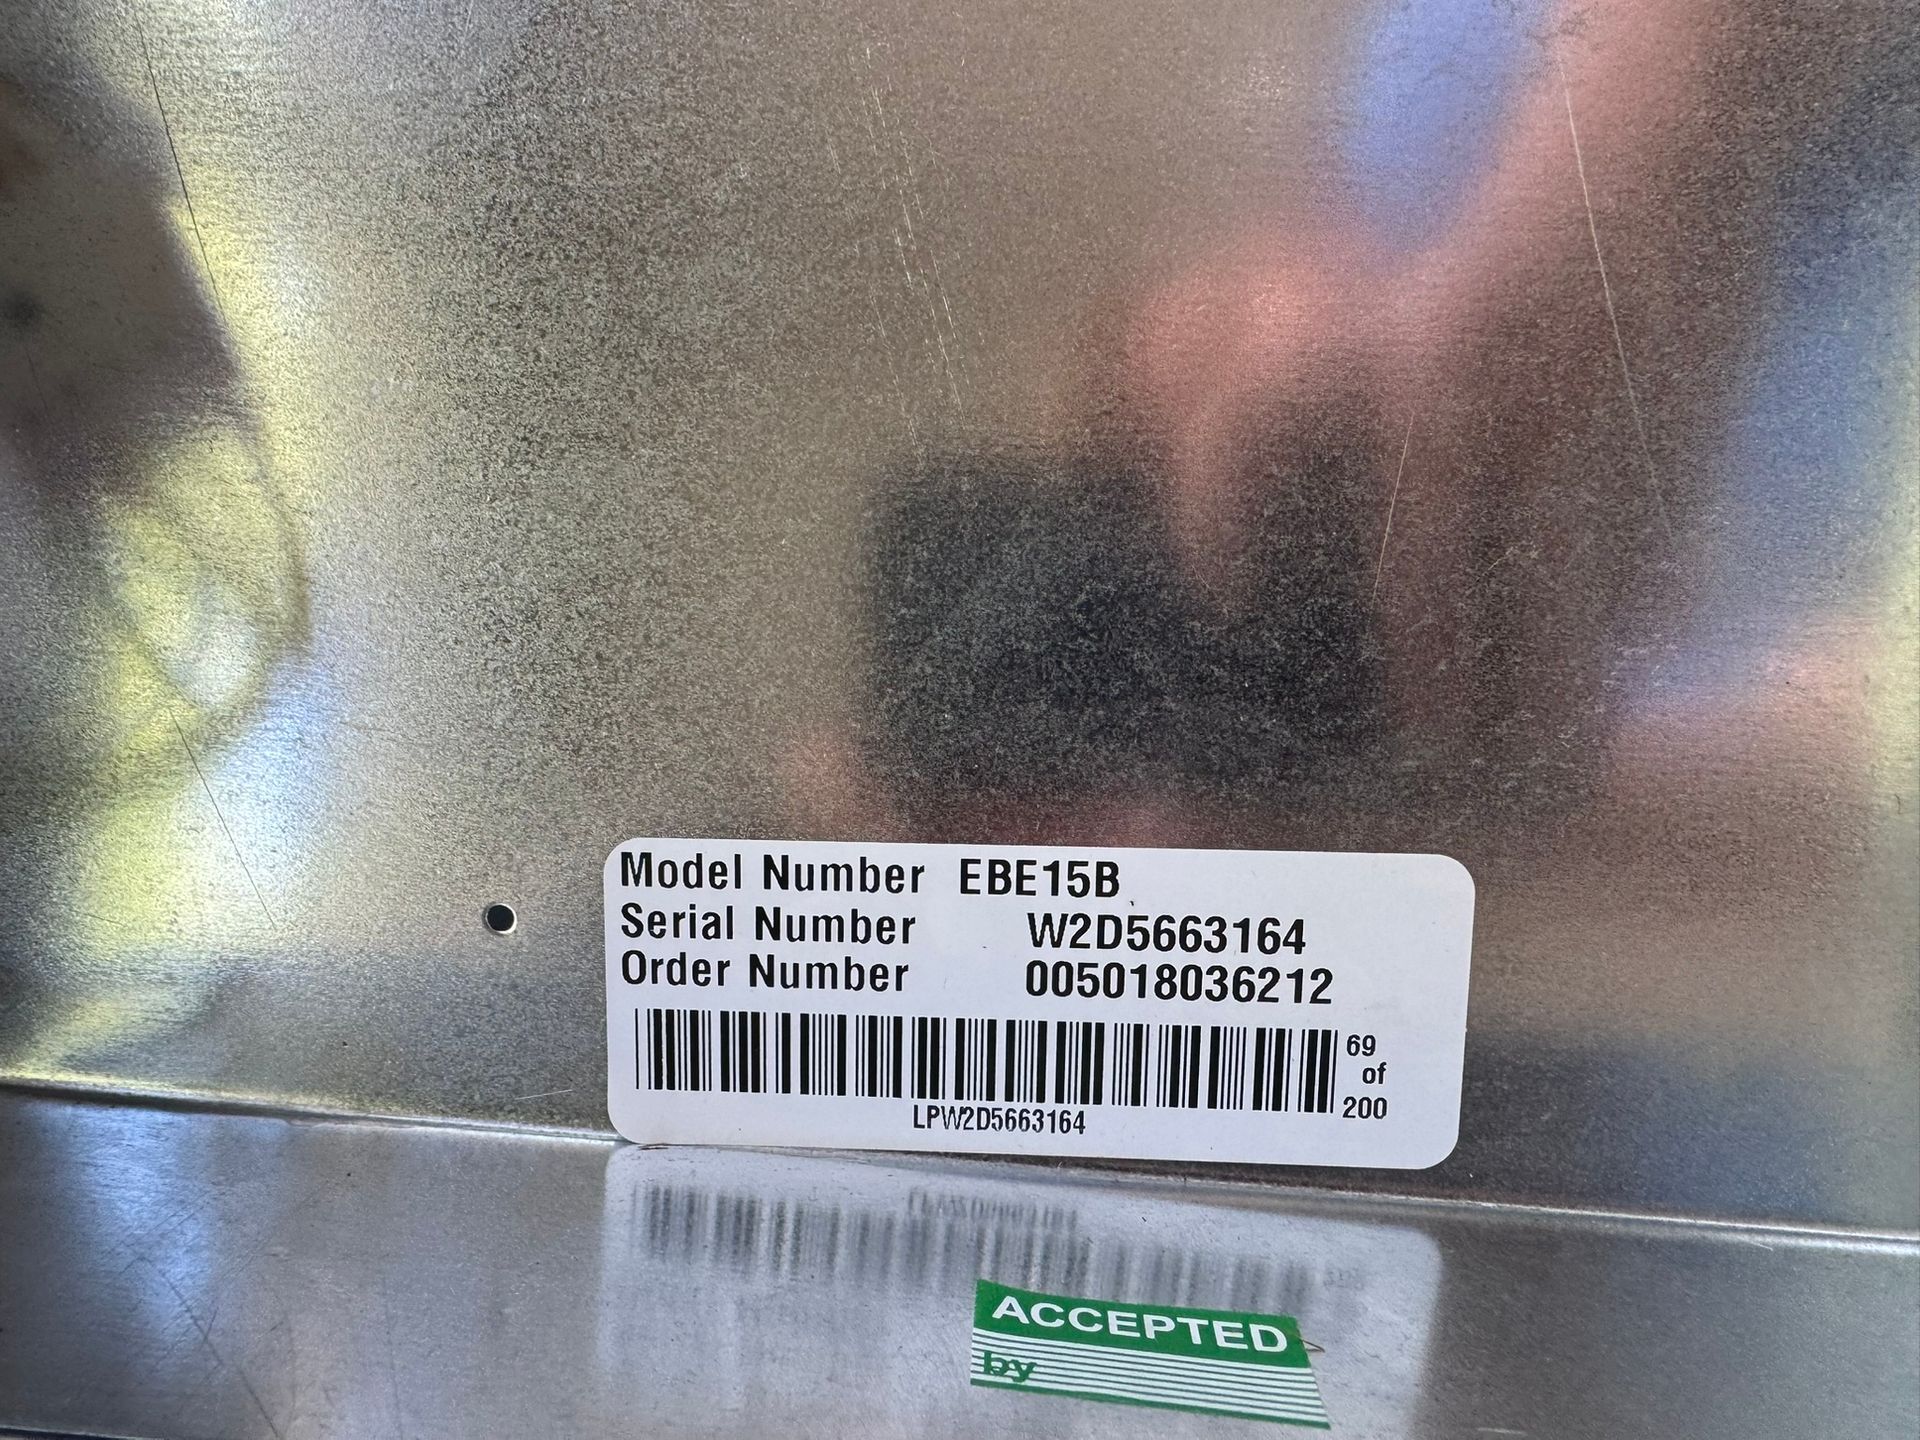 Model Number EBE15B
Serial Number W2D5663164
Order Number 005018036212
69
of
200
LPW2D5663164
ACCEPTED
by